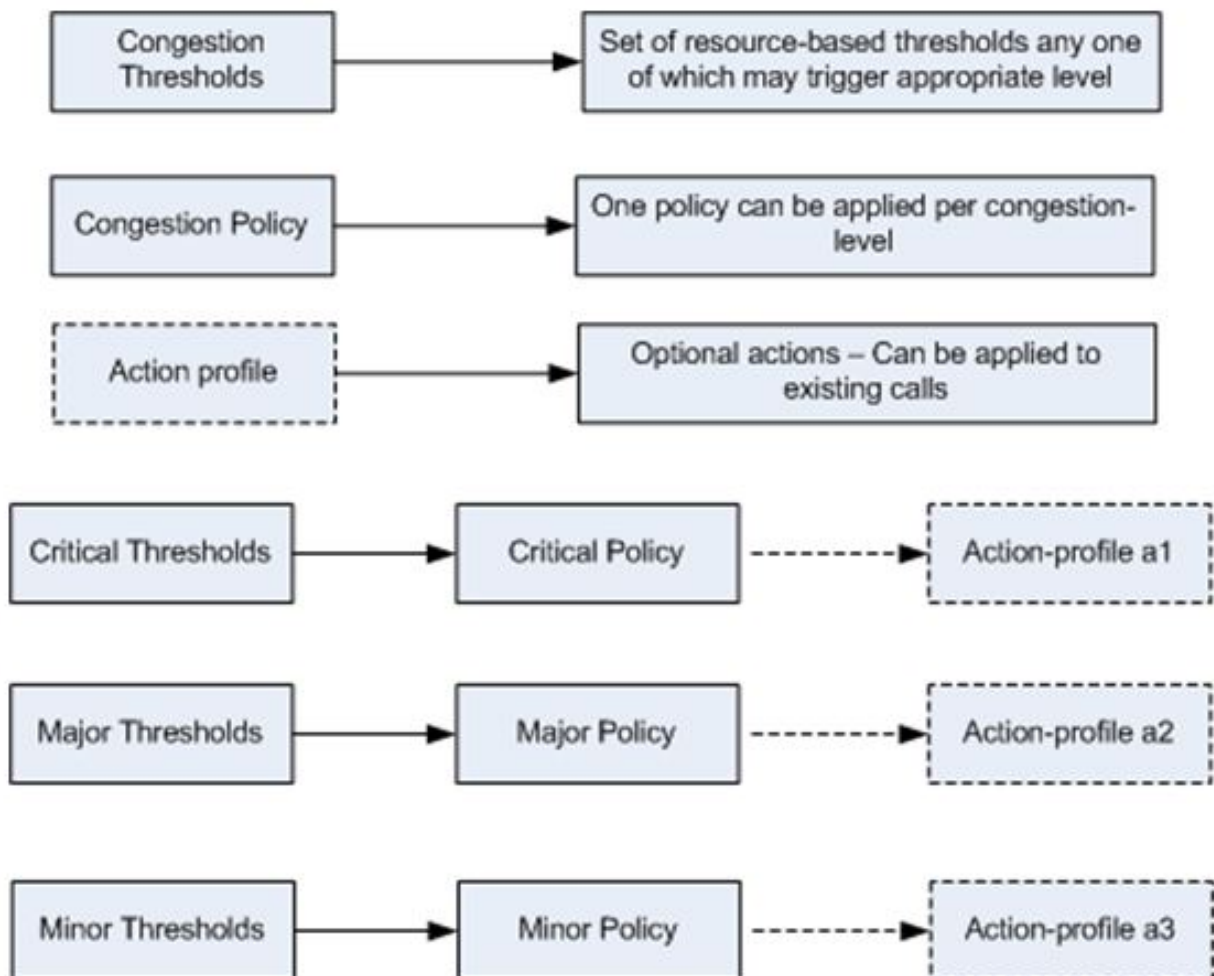 Congestion
Thresholds
Set of resource-based thresholds any one
of which may trigger appropriate level
Congestion Policy
One policy can be applied per congestion-
level
Action profile
Optional actions – Can be applied to
existing calls
Critical Thresholds
Critical Policy
Action-profile a1
Major Thresholds
Major Policy
Action-profile a2
Minor Thresholds
Minor Policy
Action-profile a3